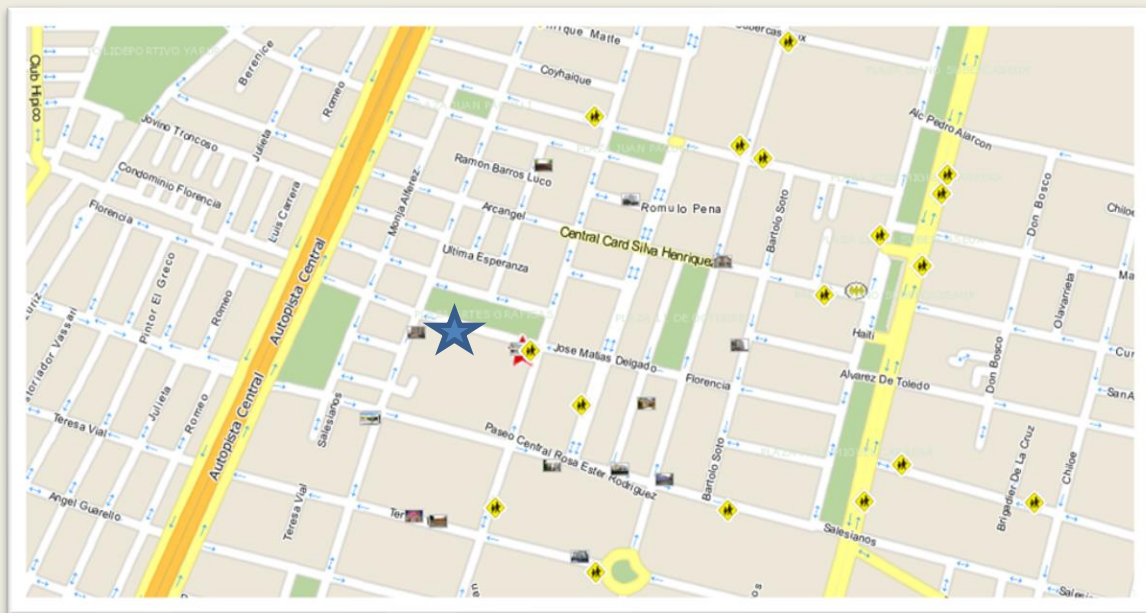 Club Hipico
Berenice
Romeo
Coyhaique
Jovino Troncoso
Julieta
Alc Pedro Alarcon
Ramon Barros Luco
Condominio Florencia
Luis Carrera
Monja Alferez
Arcangel
Romulo Pena
Bartolo Soto
Don Bosco
Chiloe
Florencia
Central Card Silva Henriquez
Ultima Esperanza
Autopista Central
Pintor El Greco
Romeo
Olavarrieta
Haiti
Jose Matias Delgado
Florencia
Alvarez De Toledo
Don Bosco
Julieta
Romeo
Autopista Central
Salesianos
Teresa Vial
Paseo Central Rosa Ester Rodriguez
Bartolo Soto
Brigadier De La Cruz
Chiloe
Angel Guarello
Teresa Vial
Ter
Salesianos